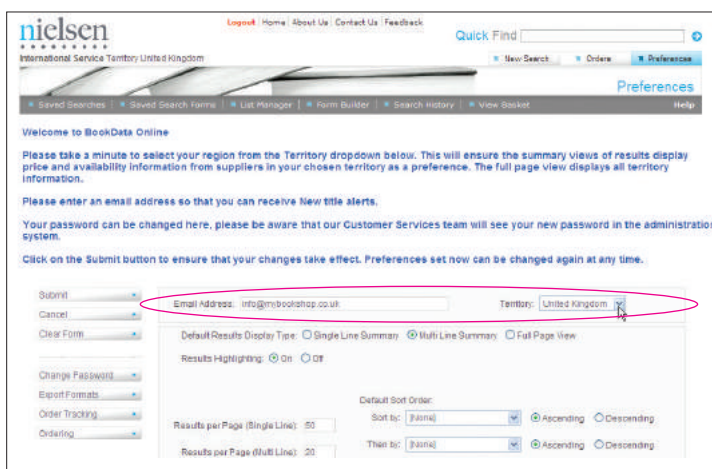 nielsen
Logout Home About Us Contact Us Feedback
Quick Find
International Service Territory United Kingdom
New Search Orders Preferences
Preferences
Saved Searches Saved Search Forms List Manager Form Builder Search History View Basket Help
Welcome to BookData Online
Please take a minute to select your region from the Territory dropdown below. This will ensure the summary views of results display
price and availability information from suppliers in your chosen territory as a preference. The full page view displays all territory
information.
Please enter an email address so that you can receive New title alerts.
Your password can be changed here, please be aware that our Customer Services team will see your new password in the administration
system.
Click on the Submit button to ensure that your changes take effect. Preferences set now can be changed again at any time.
Submit
Cancel
Clear Form
Change Password
Export Formats
Order Tracking
Ordering
Email Address: info@mybookshop.co.uk Territory: United Kingdom
Default Results Display Type: Single Line Summary Multi Line Summary Full Page View
Results Highlighting: On Off
Default Sort Order:
Results per Page (Single Line): 50 Sort by: [None] Ascending Descending
Results per Page (Multi Line): 20 Then by: [None] Ascending Descending